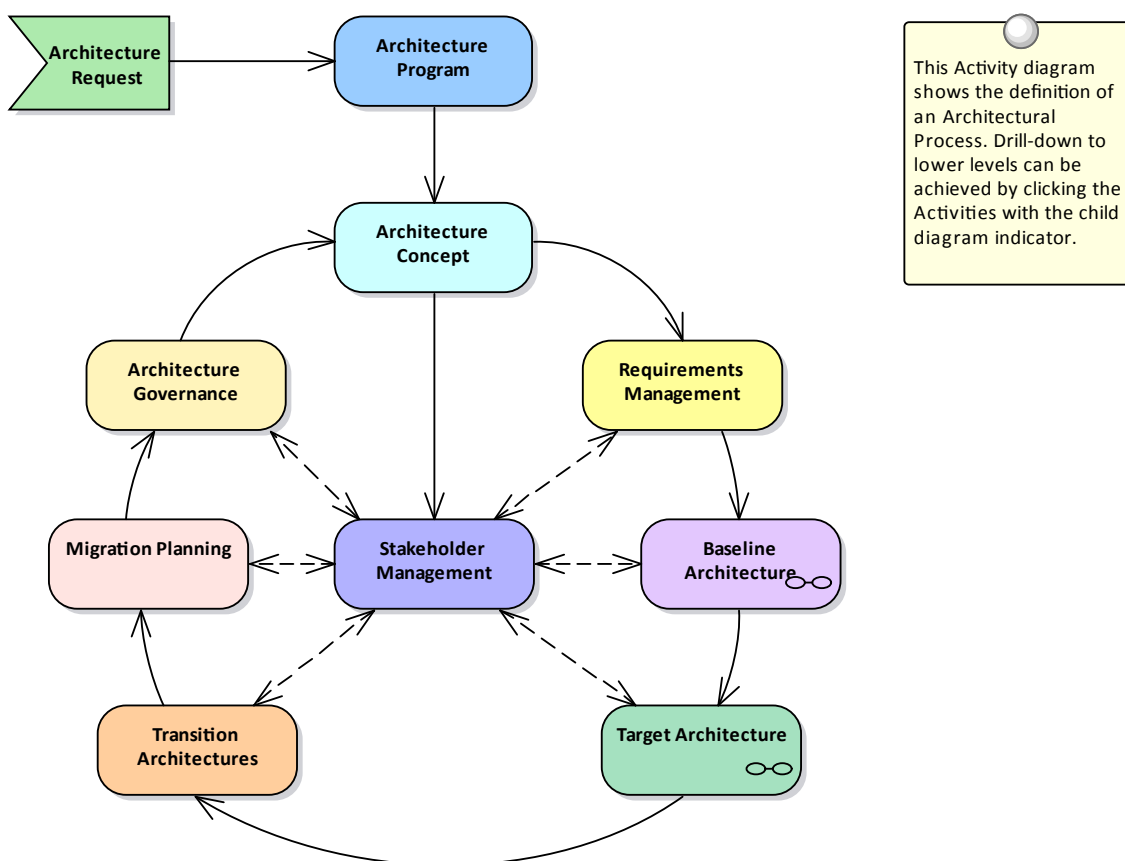 Architecture
Request
Architecture
Program
This Activity diagram
shows the definition of
an Architectural
Process. Drill-down to
lower levels can be
achieved by clicking the
Activities with the child
diagram indicator.
Architecture
Concept
Architecture
Governance
Requirements
Management
Migration Planning
Stakeholder
Management
Baseline
Architecture
Transition
Architectures
Target Architecture